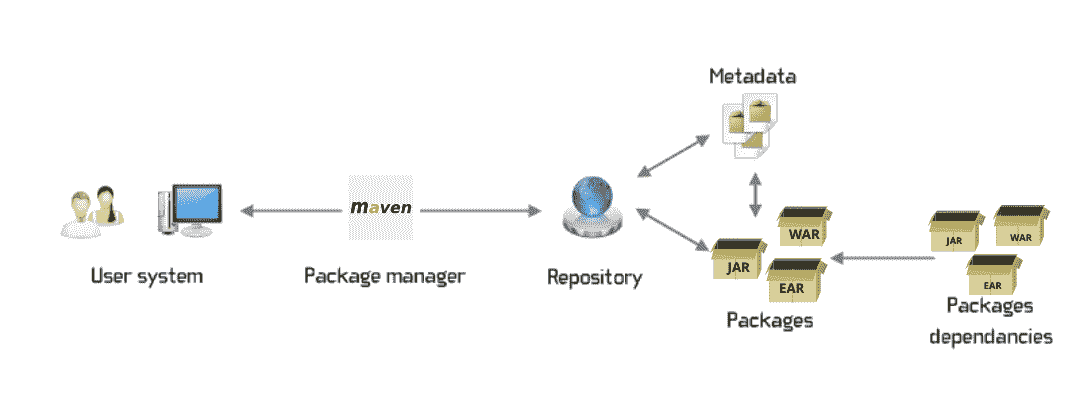 Metadata
maven
WAR
JAR
EAR
JAR
WAR
EAR
User system
Package manager
Repository
Packages
Packages
dependancies